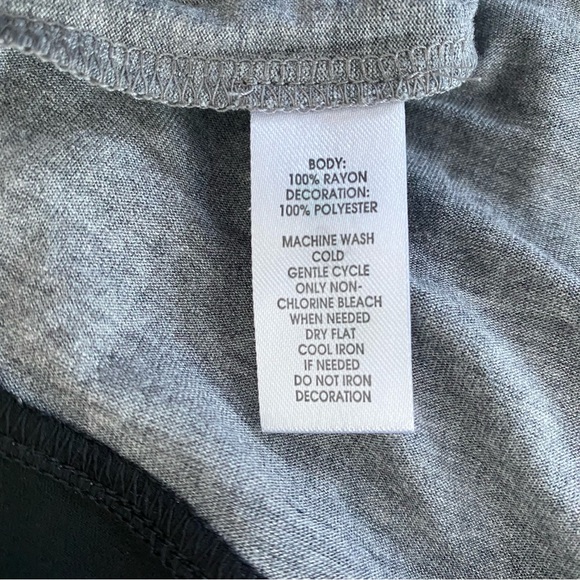 BODY:
100% RAYON
DECORATION:
100% POLYESTER
MACHINE WASH
COLD
GENTLE CYCLE
ONLY NON-
CHLORINE BLEACH
WHEN NEEDED
DRY FLAT
COOL IRON
IF NEEDED
DO NOT IRON
DECORATION